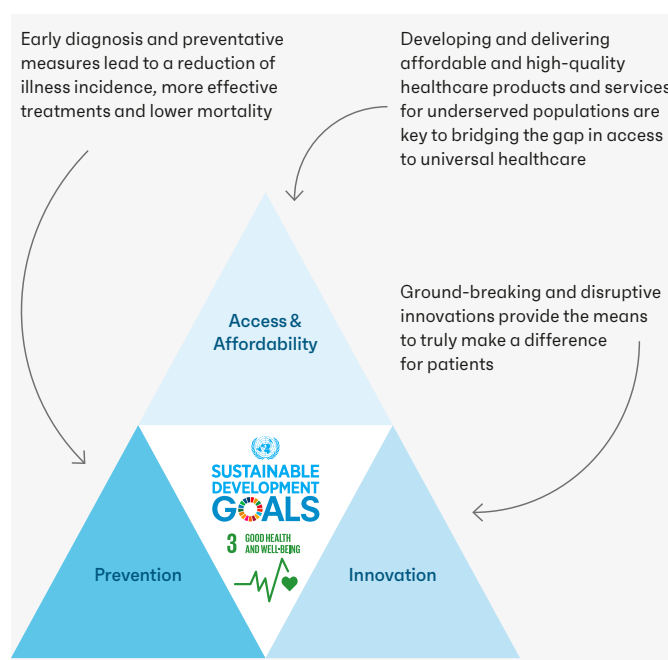 Early diagnosis and preventative
measures lead to a reduction of
illness incidence, more effective
treatments and lower mortality
Developing and delivering
affordable and high-quality
healthcare products and services
for underserved populations are
key to bridging the gap in access
to universal healthcare
Ground-breaking and disruptive
innovations provide the means
to truly make a difference
for patients
Access &
Affordability
SUSTAINABLE
DEVELOPMENT
GOALS
3 GOOD HEALTH
AND WELL-BEING
Prevention
Innovation